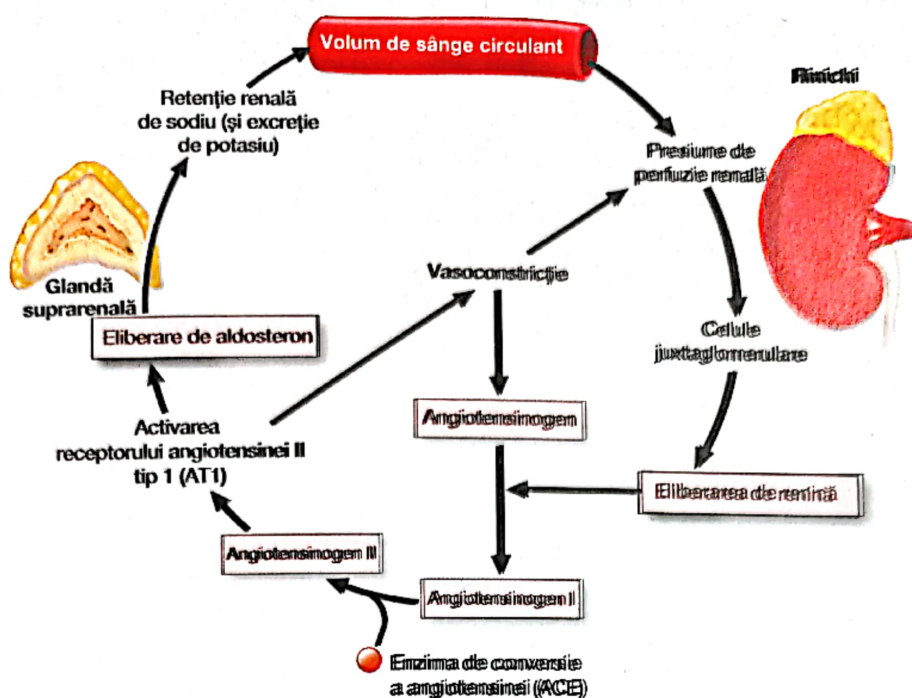 Volum de sânge circulant
Rinichi
Retenție renală
de sodiu (și excreție
de potasiu)
Presiune de
perfuzie renală
Vasoconstricție
Glandă
suprarenală
Eliberare de aldosteron
Celule
juxtaglomerulare
Activarea
receptorului angiotensinei II
tip 1 (AT1)
Angiotensinogen
Eliberarea de renină
Angiotensinogen II
Angiotensinogen I
Enzima de conversie
a angiotensinei (ACE)